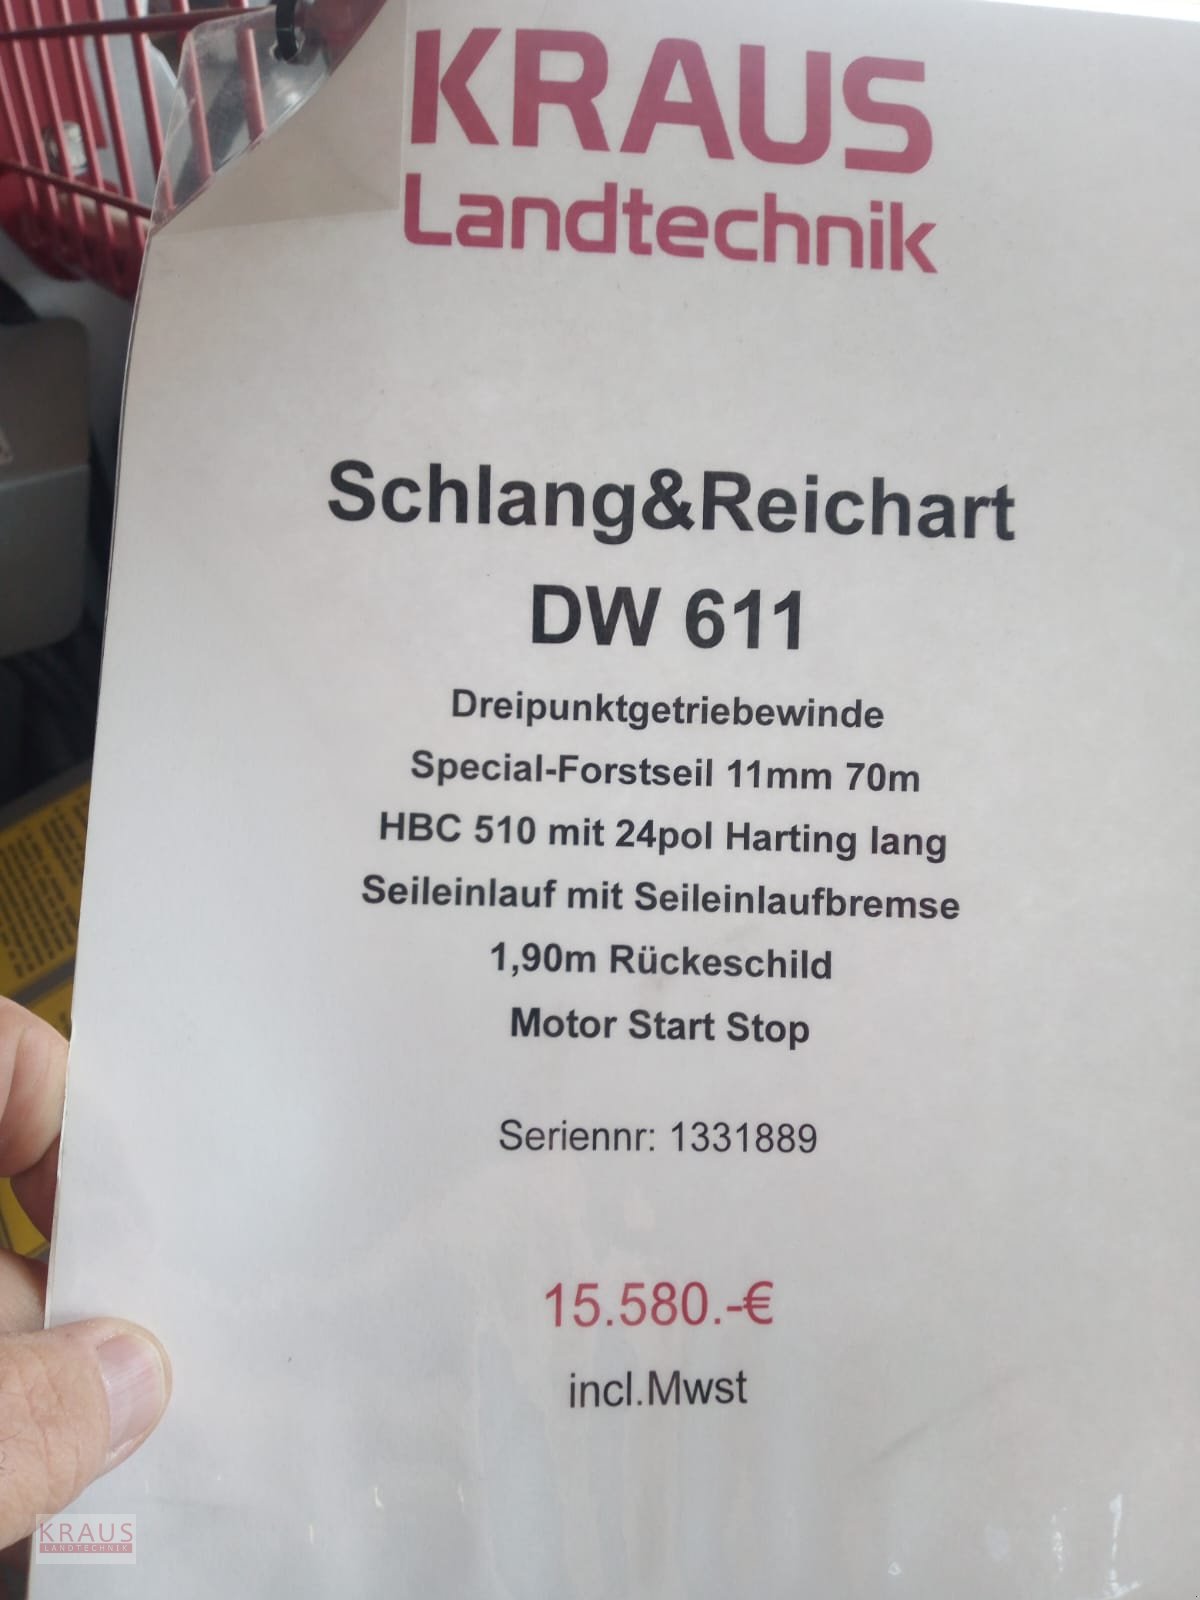 KRAUS
Landtechnik
Schlang&Reichart
DW 611
Dreipunktgetriebewinde
Special-Forstseil 11mm 70m
HBC 510 mit 24pol Harting lang
Seileinlauf mit Seileinlaufbremse
1,90m Rückeschild
Motor Start Stop
Seriennr: 1331889
15.580.-€
incl.Mwst
KRAUS
LANDTECHNIK